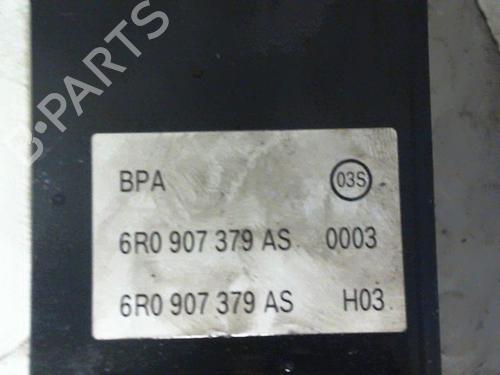 B-PARTS
BPA 03S
6R0 907 379 AS 0003
6R0 907 379 AS H03